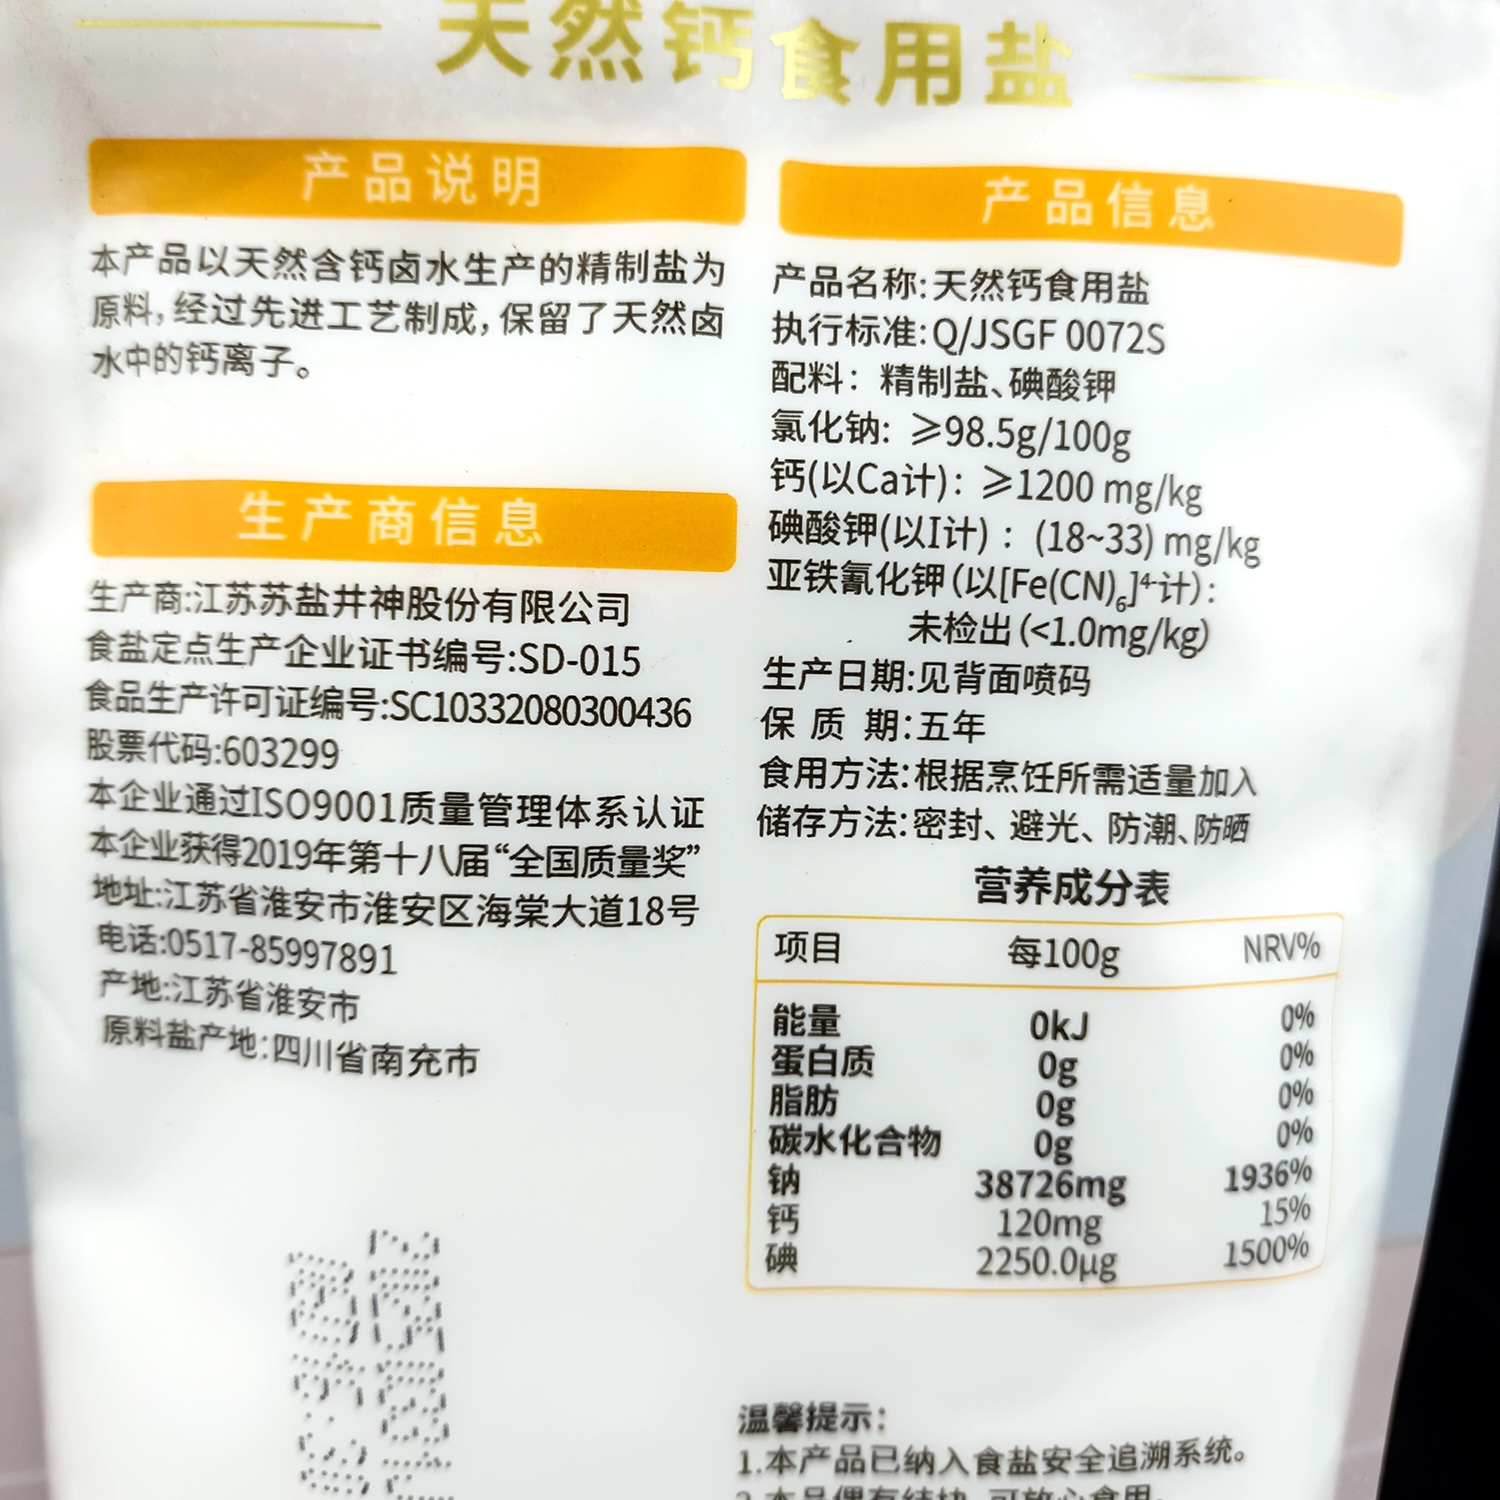 天然钙食用盐
产品说明
本产品以天然含钙卤水生产的精制盐为
原料,经过先进工艺制成,保留了天然卤
水中的钙离子。
生产商信息
生产商:江苏苏盐井神股份有限公司
食盐定点生产企业证书编号:SD-015
食品生产许可证编号:SC10332080300436
股票代码:603299
本企业通过ISO9001质量管理体系认证
本企业获得2019年第十八届“全国质量奖”
地址:江苏省淮安市淮安区海棠大道18号
电话:0517-85997891
产地:江苏省淮安市
原料盐产地:四川省南充市
产品信息
产品名称:天然钙食用盐
执行标准:Q/JSGF 0072S
配料: 精制盐、碘酸钾
氯化钠: ≥98.5g/100g
钙(以Ca计): ≥1200 mg/kg
碘酸钾(以I计) : (18~33) mg/kg
亚铁氰化钾(以[Fe(CN)₆]⁴⁻计):
未检出(<1.0mg/kg)
生产日期:见背面喷码
保 质 期:五年
食用方法:根据烹饪所需适量加入
储存方法:密封、避光、防潮、防晒
营养成分表
项目 每100g NRV%
能量 0kJ 0%
蛋白质 0g 0%
脂肪 0g 0%
碳水化合物 0g 0%
钠 38726mg 1936%
钙 120mg 15%
碘 2250.0μg 1500%
温馨提示:
1.本产品已纳入食盐安全追溯系统。
2.本品偶有结块,可放心食用。